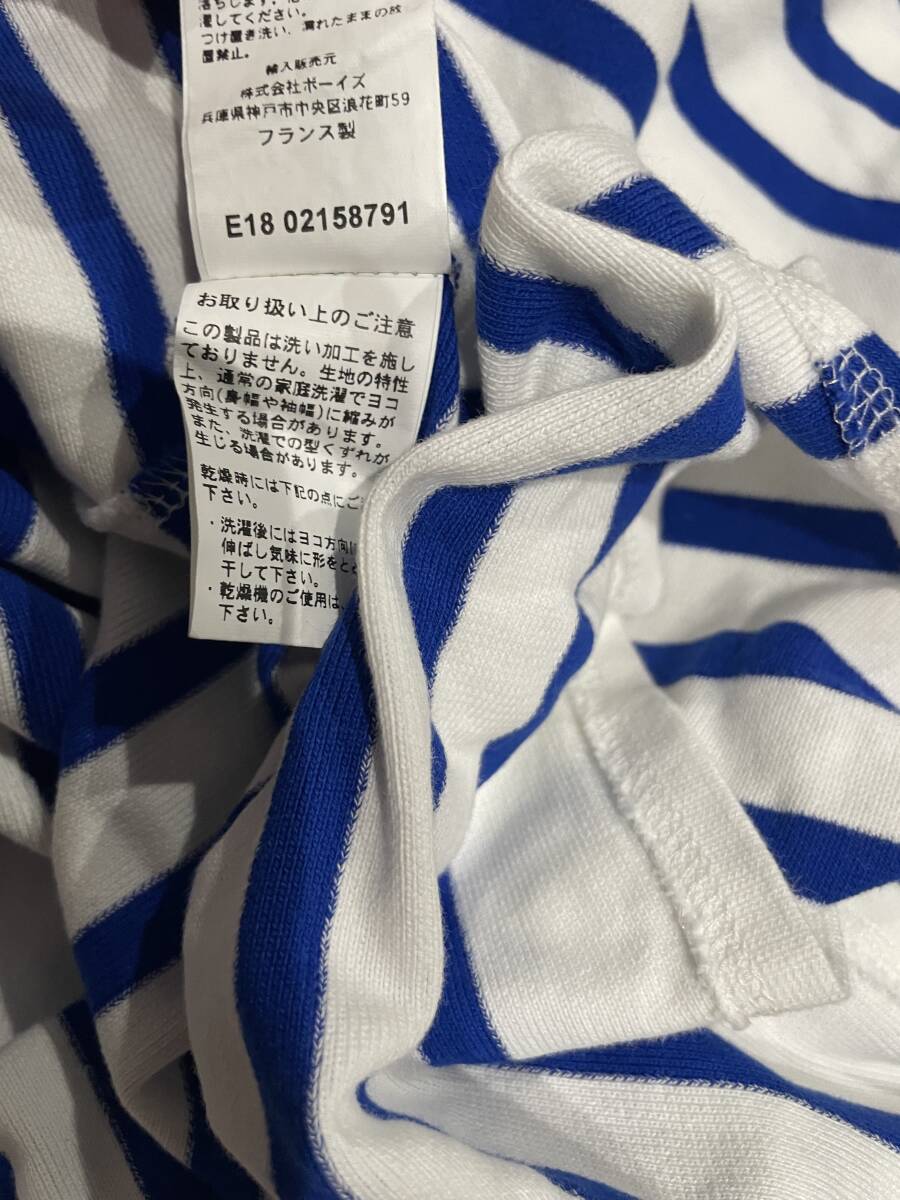 濯してください。
つけ置き洗い、濡れたままの放
置禁止。
輸入販売元
株式会社ボーイズ
兵庫県神戸市中央区浪花町59
フランス製
E18 02158791
お取り扱い上のご注意
この製品は洗い加工を施し
ておりません。生地の特性
上、通常の家庭洗濯でヨコ
方向(身幅や袖幅)に縮みが
発生する場合があります。
また、洗濯での型くずれが
生じる場合があります。
乾燥時には下記の点にご
下さい。
・洗濯後にはヨコ方向に
伸ばし気味に形をとと
干して下さい。
・乾燥機のご使用は、
下さい。